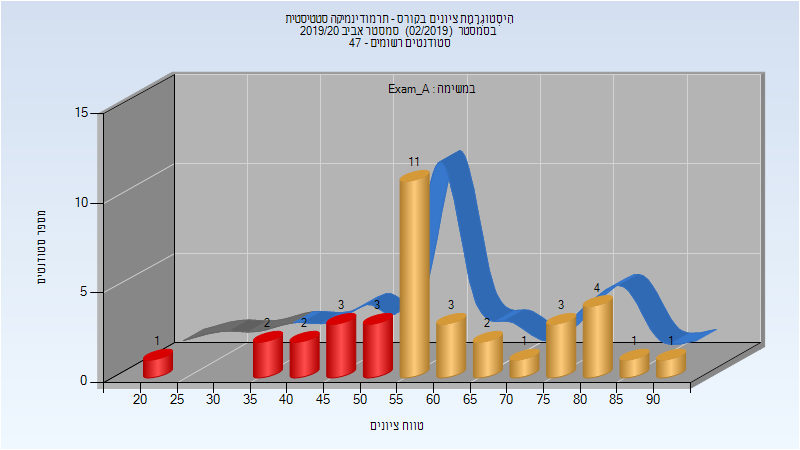 היסטוגרמת ציונים בקורס - תרמודינמיקה סטטיסטית
בסמסטר (02/2019) סמסטר אביב 2019/20
סטודנטים רשומים - 47
במשימה : Exam_A
מספר סטודנטים
15
10
5
0
1
2
2
3
3
11
3
2
1
3
4
1
1
20 25 35 40 45 50 55 60 65 70 75 80 85 90
טווח ציונים